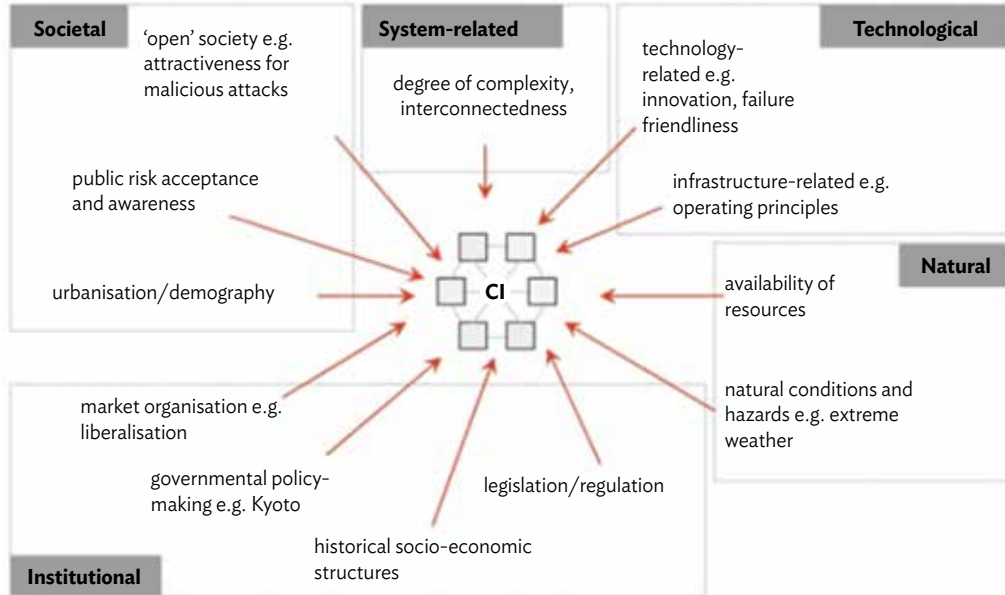 Societal
'open' society e.g.
attractiveness for
malicious attacks
public risk acceptance
and awareness
urbanisation/demography
System-related
degree of complexity,
interconnectedness
Technological
technology-
related e.g.
innovation, failure
friendliness
infrastructure-related e.g.
operating principles
Natural
availability of
resources
natural conditions and
hazards e.g. extreme
weather
CI
market organisation e.g.
liberalisation
governmental policy-
making e.g. Kyoto
historical socio-economic
structures
legislation/regulation
Institutional